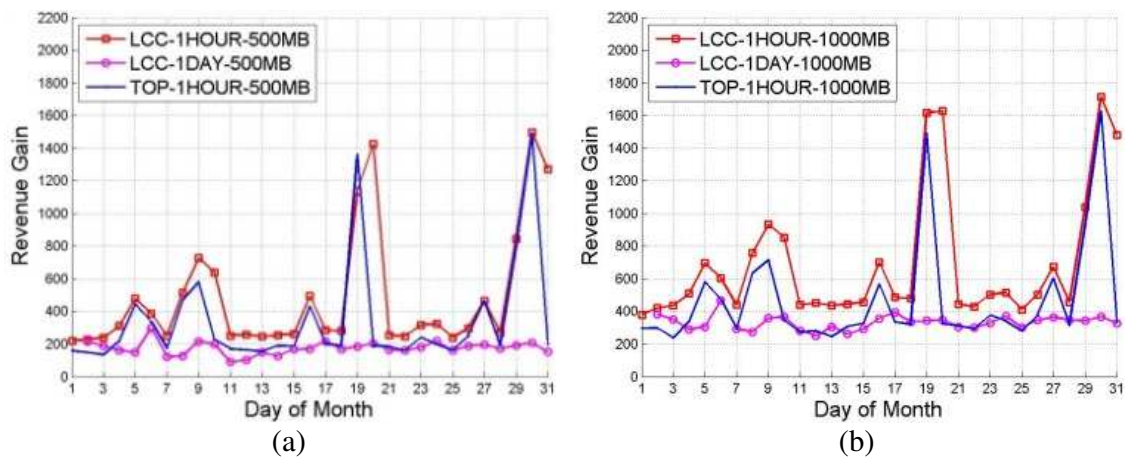 2200
2000
1800
1600
1400
1200
1000
800
600
400
200
0
Revenue Gain
LCC-1HOUR-500MB
LCC-1DAY-500MB
TOP-1HOUR-500MB
1 3 5 7 9 11 13 15 17 19 21 23 25 27 29 31
Day of Month
(a)
2200
2000
1800
1600
1400
1200
1000
800
600
400
200
0
Revenue Gain
LCC-1HOUR-1000MB
LCC-1DAY-1000MB
TOP-1HOUR-1000MB
1 3 5 7 9 11 13 15 17 19 21 23 25 27 29 31
Day of Month
(b)